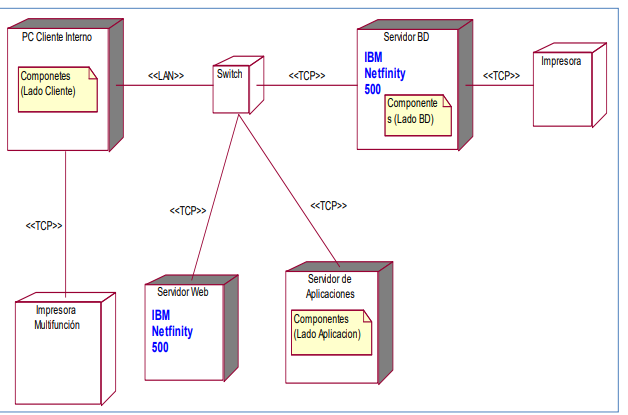 PC Cliente Interno
Componetes
(Lado Cliente)
<<LAN>>
Switch
<<TCP>>
Servidor BD
IBM
Netfinity
500
Componente
s (Lado BD)
<<TCP>>
Impresora
<<TCP>>
<<TCP>>
<<TCP>>
Impresora
Multifunción
Servidor Web
IBM
Netfinity
500
Servidor de
Aplicaciones
Componentes
(Lado Aplicacion)